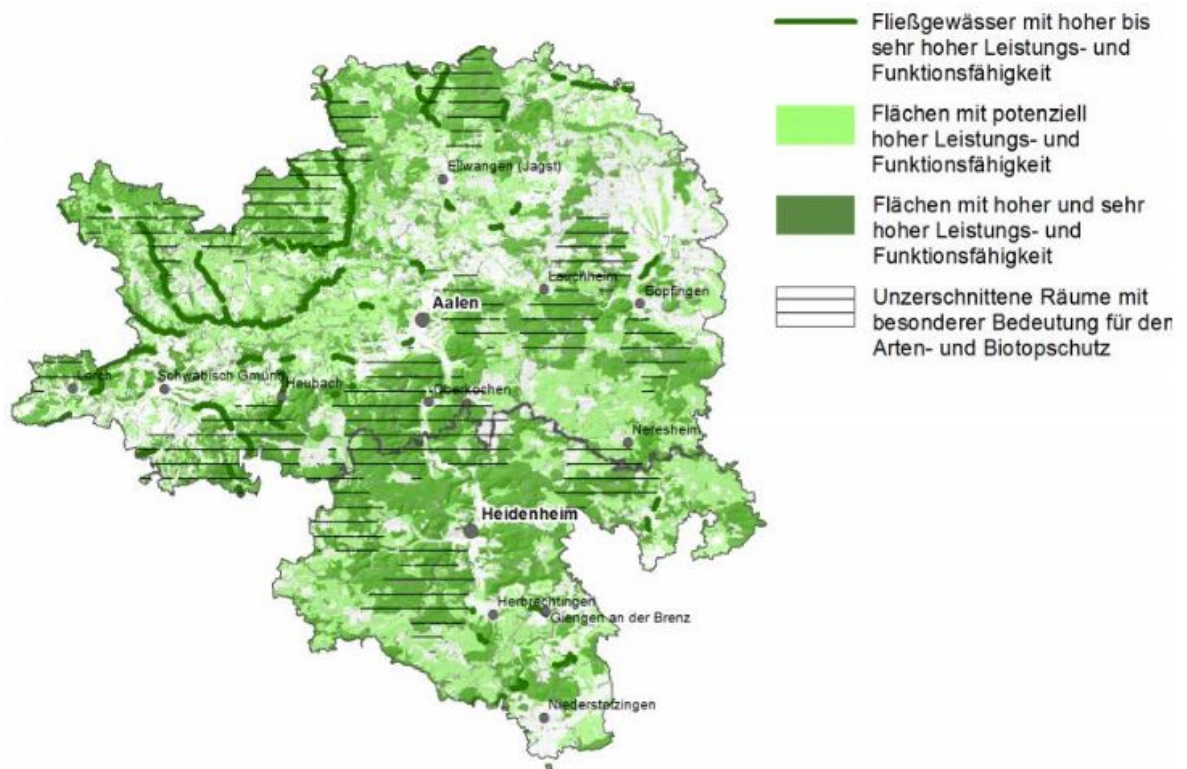 Fließgewässer mit hoher bis
sehr hoher Leistungs- und
Funktionsfähigkeit
Flächen mit potenziell
hoher Leistungs- und
Funktionsfähigkeit
Flächen mit hoher und sehr
hoher Leistungs- und
Funktionsfähigkeit
Unzerschnittene Räume mit
besonderer Bedeutung für den
Arten- und Biotopschutz
Ellwangen (Jagst)
Lauchheim
Bopfingen
Aalen
Lorch
Schwäbisch Gmünd
Heubach
Oberkochen
Neresheim
Heidenheim
Herbrechtingen
Giengen an der Brenz
Niederstotzingen